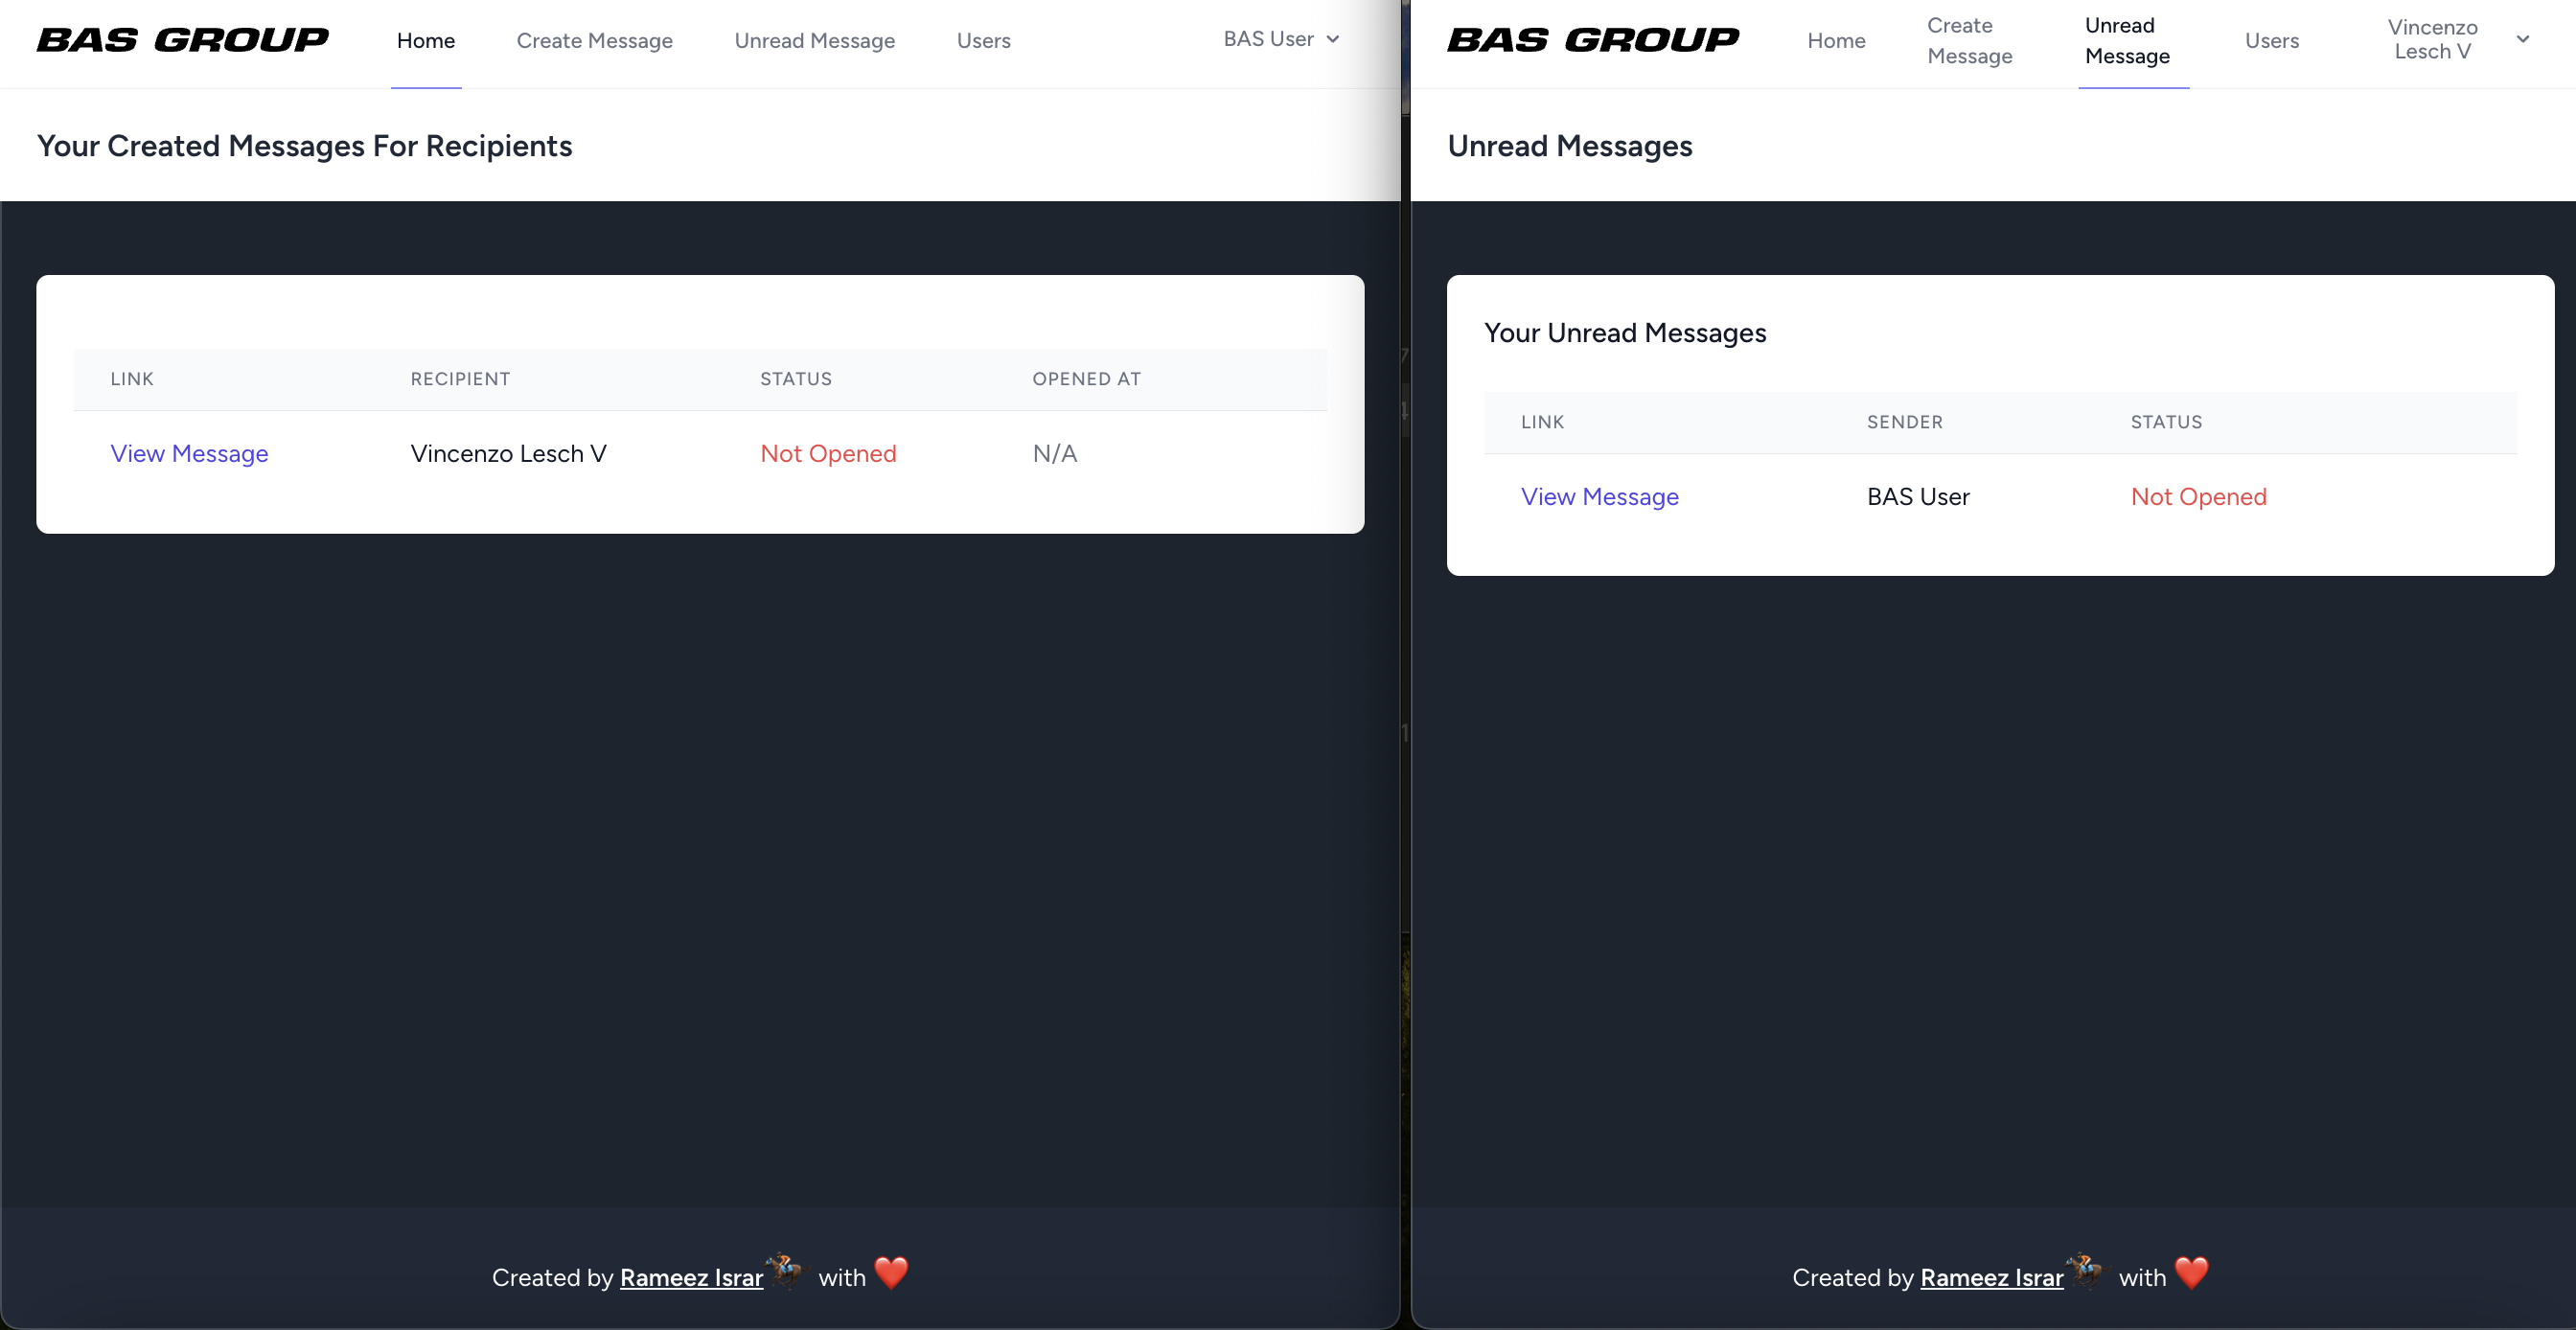 BAS GROUP Home Create Message Unread Message Users BAS User
Your Created Messages For Recipients
LINK RECIPIENT STATUS OPENED AT
View Message Vincenzo Lesch V Not Opened N/A
Created by Rameez Israr🏇 with ❤️
BAS GROUP Home Create Message Unread Message Users Vincenzo Lesch V
Unread Messages
Your Unread Messages
LINK SENDER STATUS
View Message BAS User Not Opened
Created by Rameez Israr🏇 with ❤️